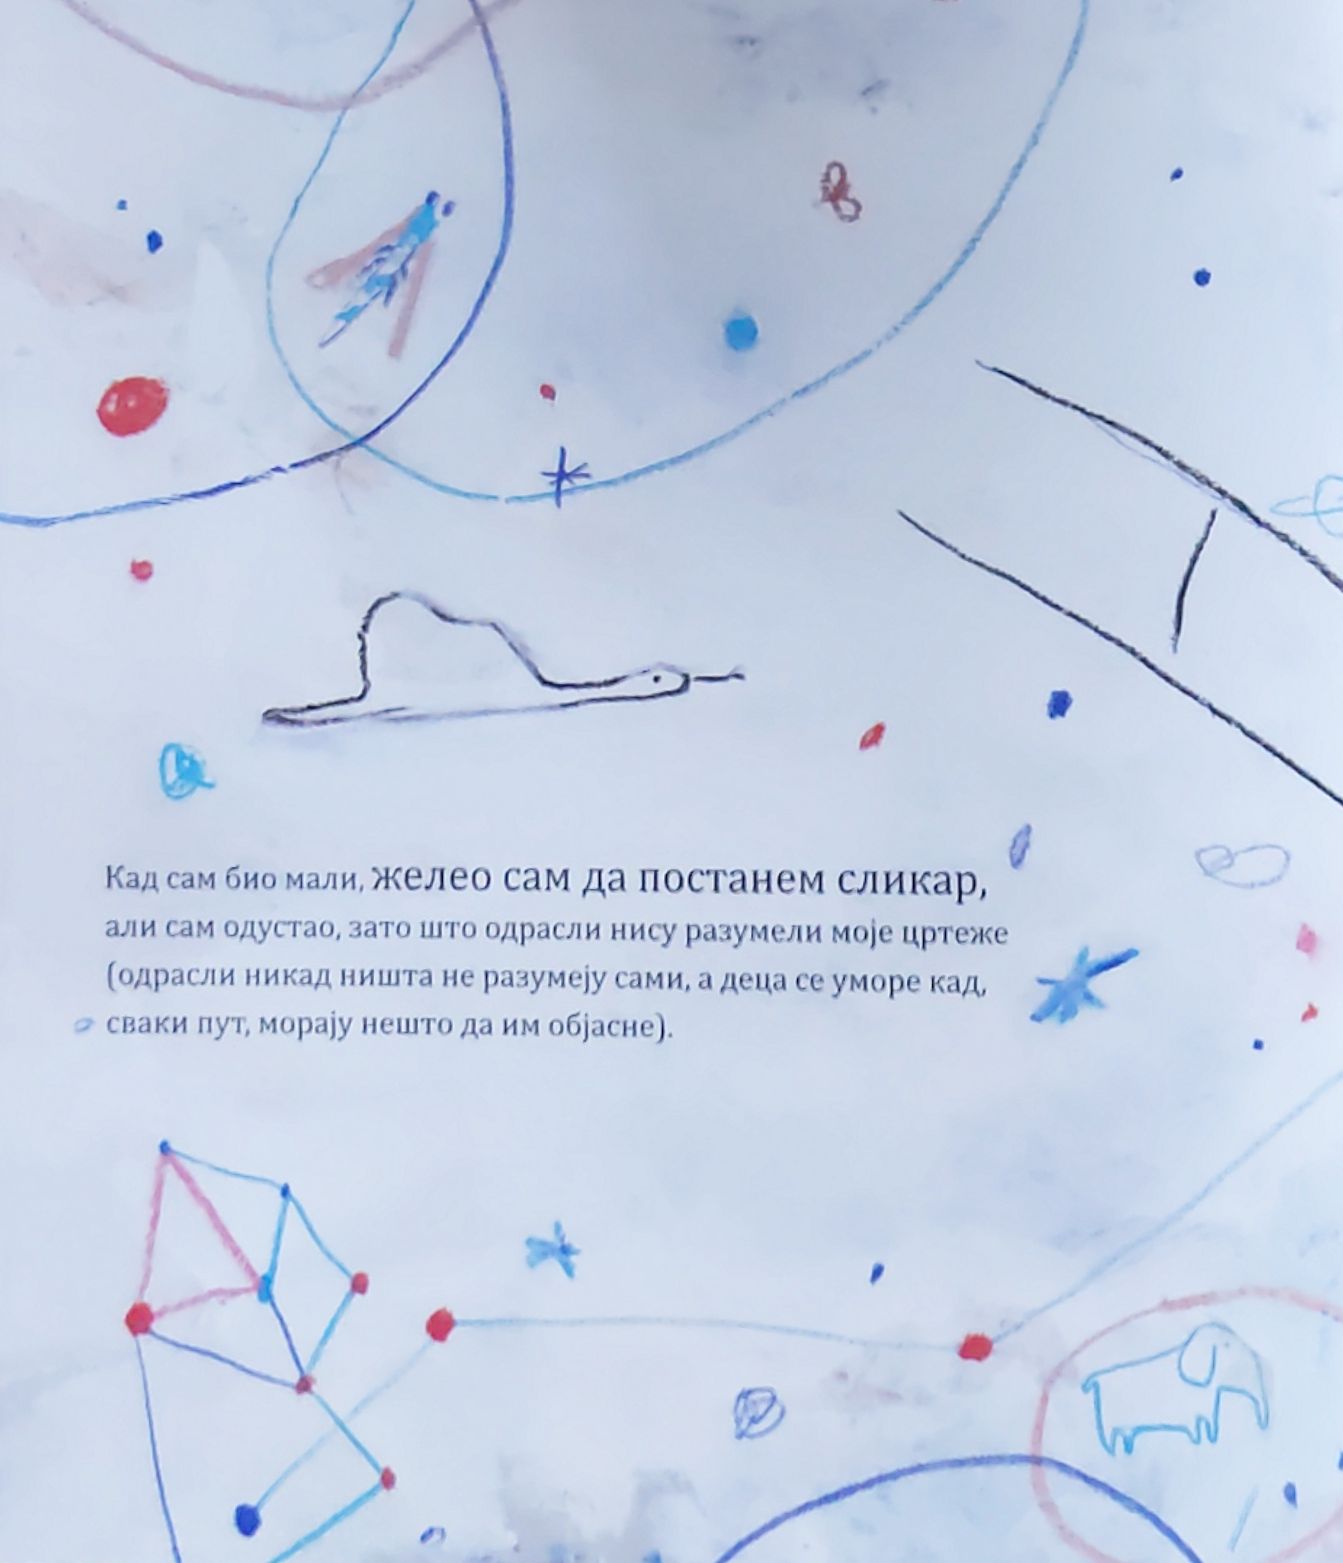 Кад сам био мали, желео сам да постанем сликар,
али сам одустао, зато што одрасли нису разумели моје цртеже
(одрасли никад ништа не разумеју сами, а деца се уморе кад,
сваки пут, морају нешто да им објасне).